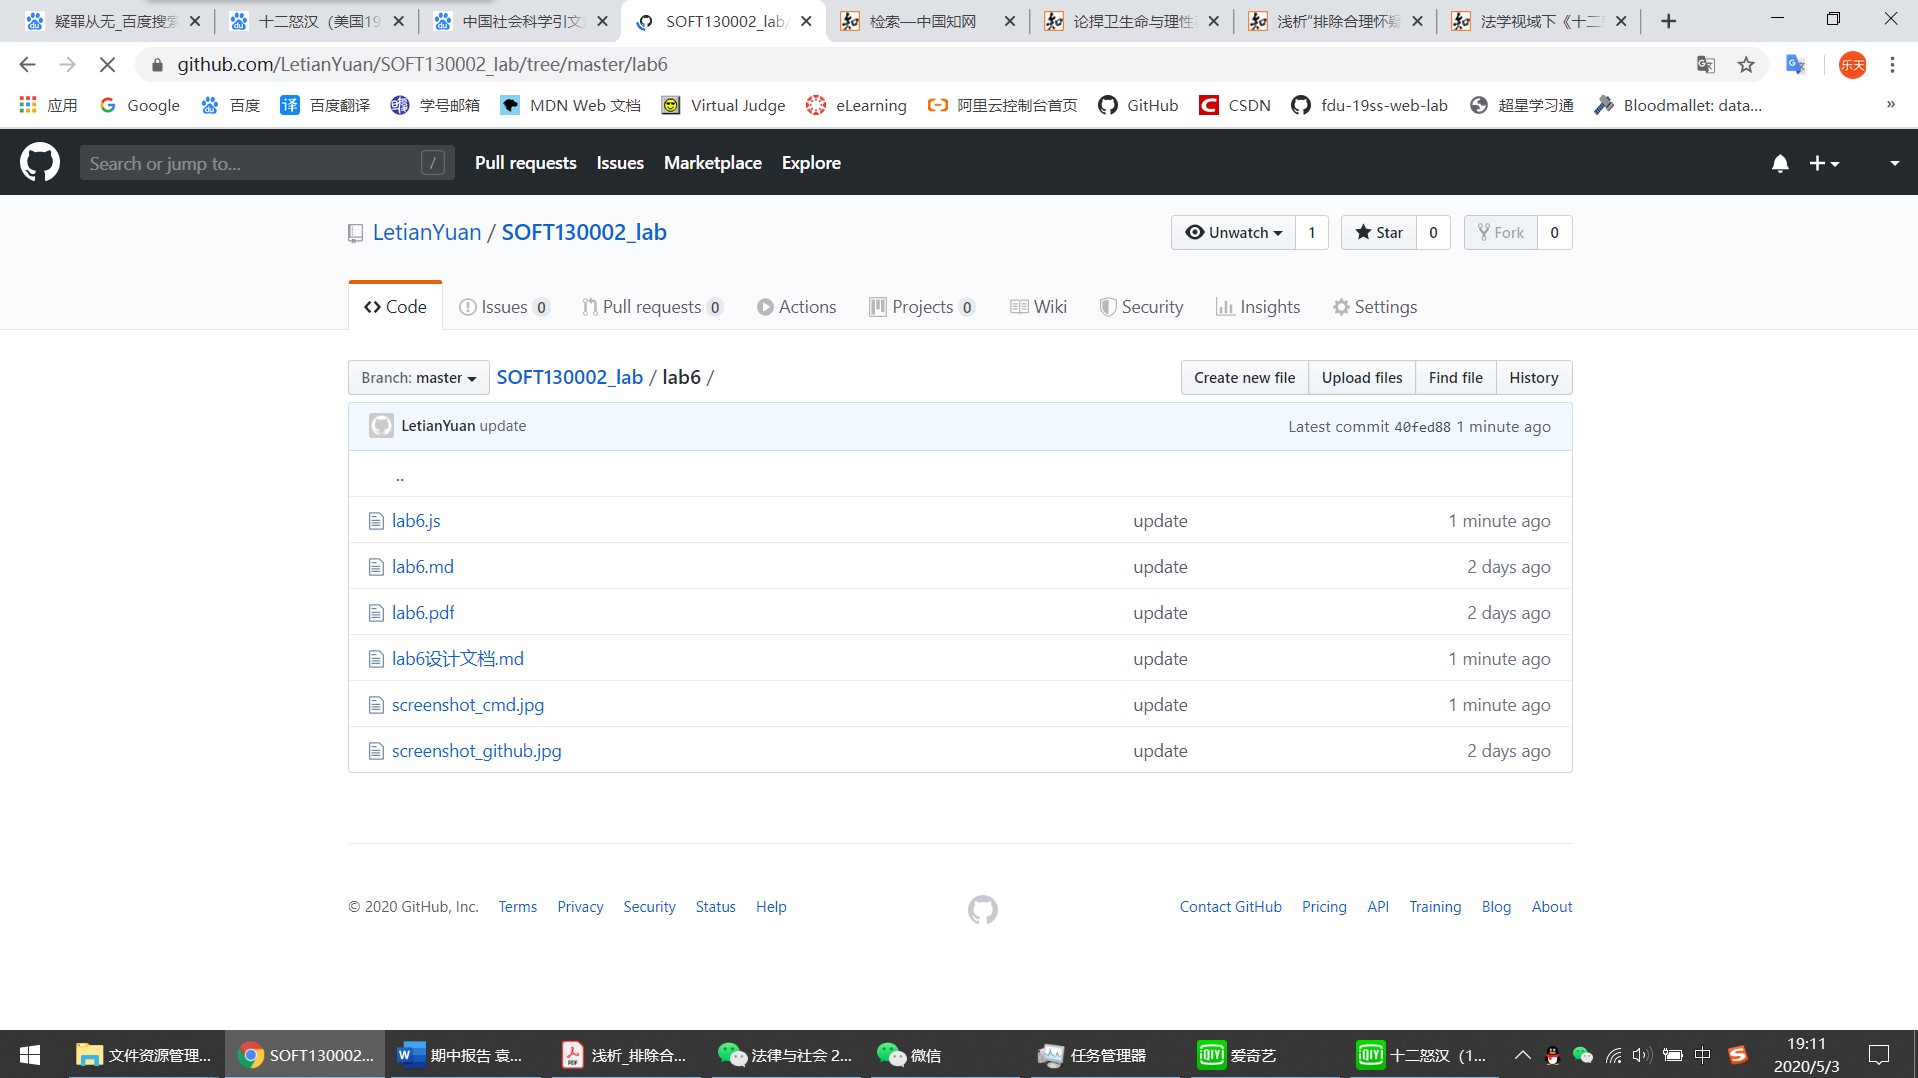 疑罪从无_百度搜索
十二怒汉（美国19
中国社会科学引文
SOFT130002_lab/
检索—中国知网
论捍卫生命与理性
浅析"排除合理怀疑
法学视域下《十二
github.com/LetianYuan/SOFT130002_lab/tree/master/lab6
乐天
应用
Google
百度
译
百度翻译
学号邮箱
MDN Web 文档
Virtual Judge
eLearning
阿里云控制台首页
GitHub
CSDN
fdu-19ss-web-lab
超星学习通
Bloodmallet: data...
»
Search or jump to...
/
Pull requests
Issues
Marketplace
Explore
LetianYuan / SOFT130002_lab
Unwatch
1
Star
0
Fork
0
Code
Issues 0
Pull requests 0
Actions
Projects 0
Wiki
Security
Insights
Settings
Branch: master
SOFT130002_lab / lab6 /
Create new file
Upload files
Find file
History
LetianYuan update
Latest commit 40fed88 1 minute ago
..
lab6.js update 1 minute ago
lab6.md update 2 days ago
lab6.pdf update 2 days ago
lab6设计文档.md update 1 minute ago
screenshot_cmd.jpg update 1 minute ago
screenshot_github.jpg update 2 days ago
© 2020 GitHub, Inc.
Terms
Privacy
Security
Status
Help
Contact GitHub
Pricing
API
Training
Blog
About
文件资源管理...
SOFT130002...
期中报告 袁...
浅析_排除合...
法律与社会 2...
微信
任务管理器
爱奇艺
十二怒汉（1...
中
19:11
2020/5/3